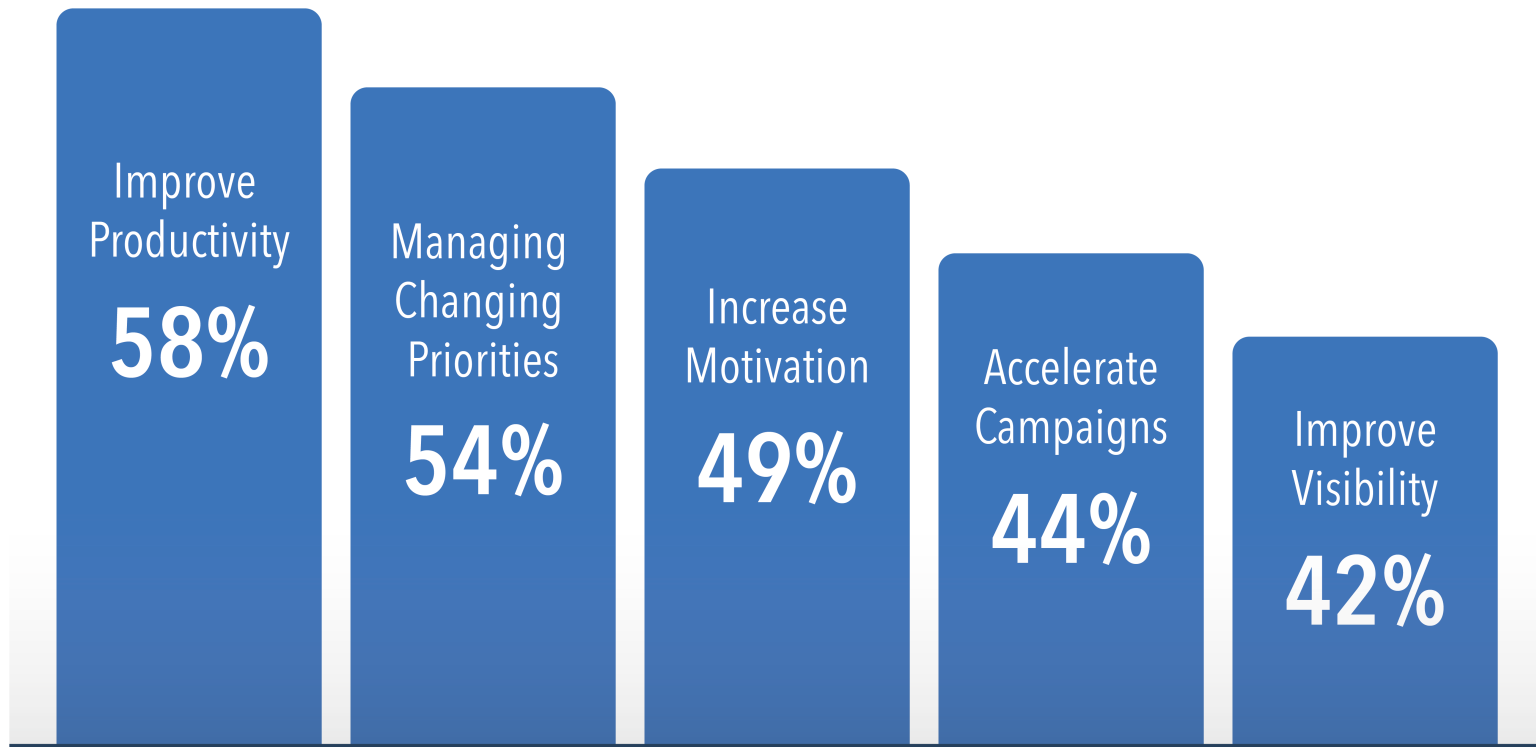 Improve
Productivity
58%
Managing
Changing
Priorities
54%
Increase
Motivation
49%
Accelerate
Campaigns
44%
Improve
Visibility
42%